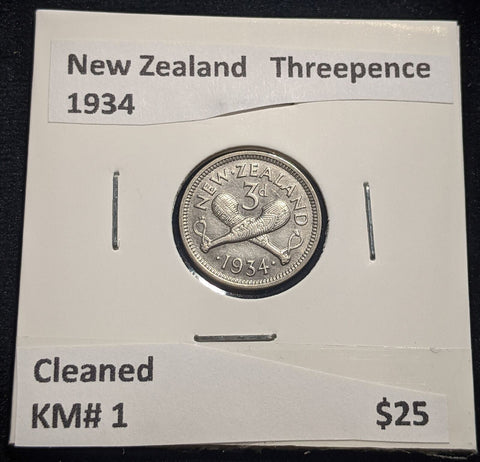 New Zealand Threepence
1934
NEW·ZEALAND
3d
·1934·
Cleaned
KM# 1 $25